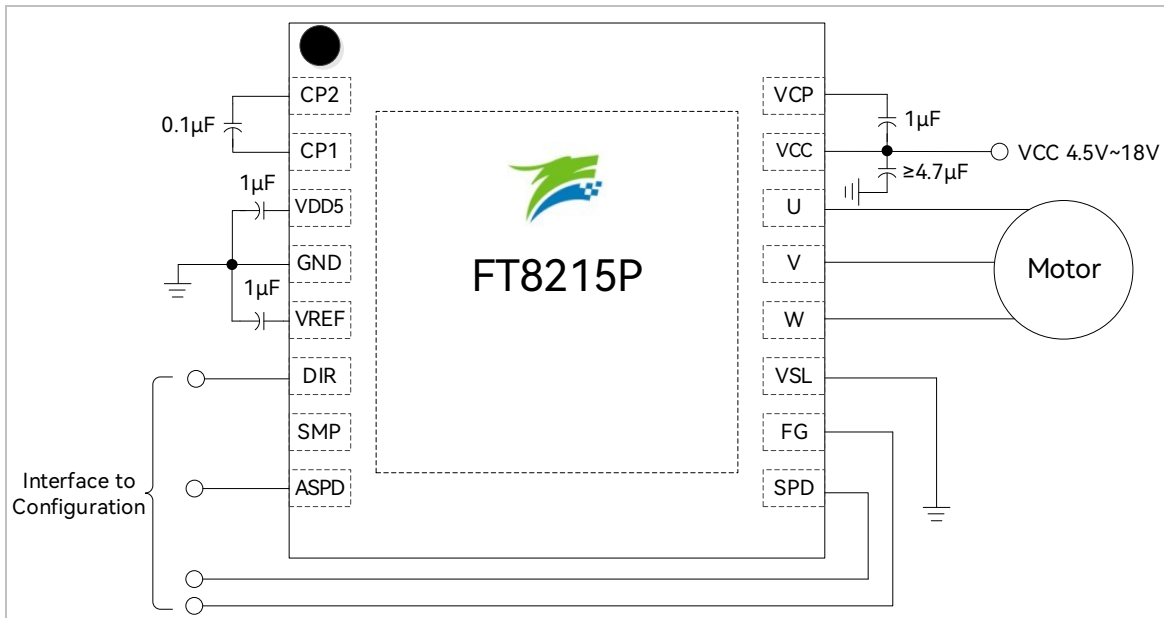 CP2
0.1μF
CP1
1μF
VDD5
GND
1μF
VREF
DIR
SMP
ASPD
Interface to
Configuration
FT8215P
VCP
1μF
VCC
VCC 4.5V~18V
≥4.7μF
U
V
Motor
W
VSL
FG
SPD